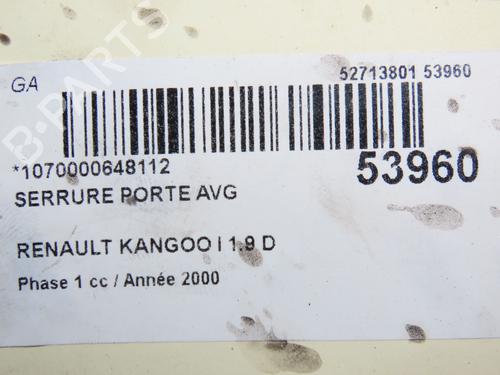 GA
52713801 53960
*1070000648112
53960
SERRURE PORTE AVG
RENAULT KANGOO I 1.9 D
Phase 1 cc / Année 2000
B-PARTS